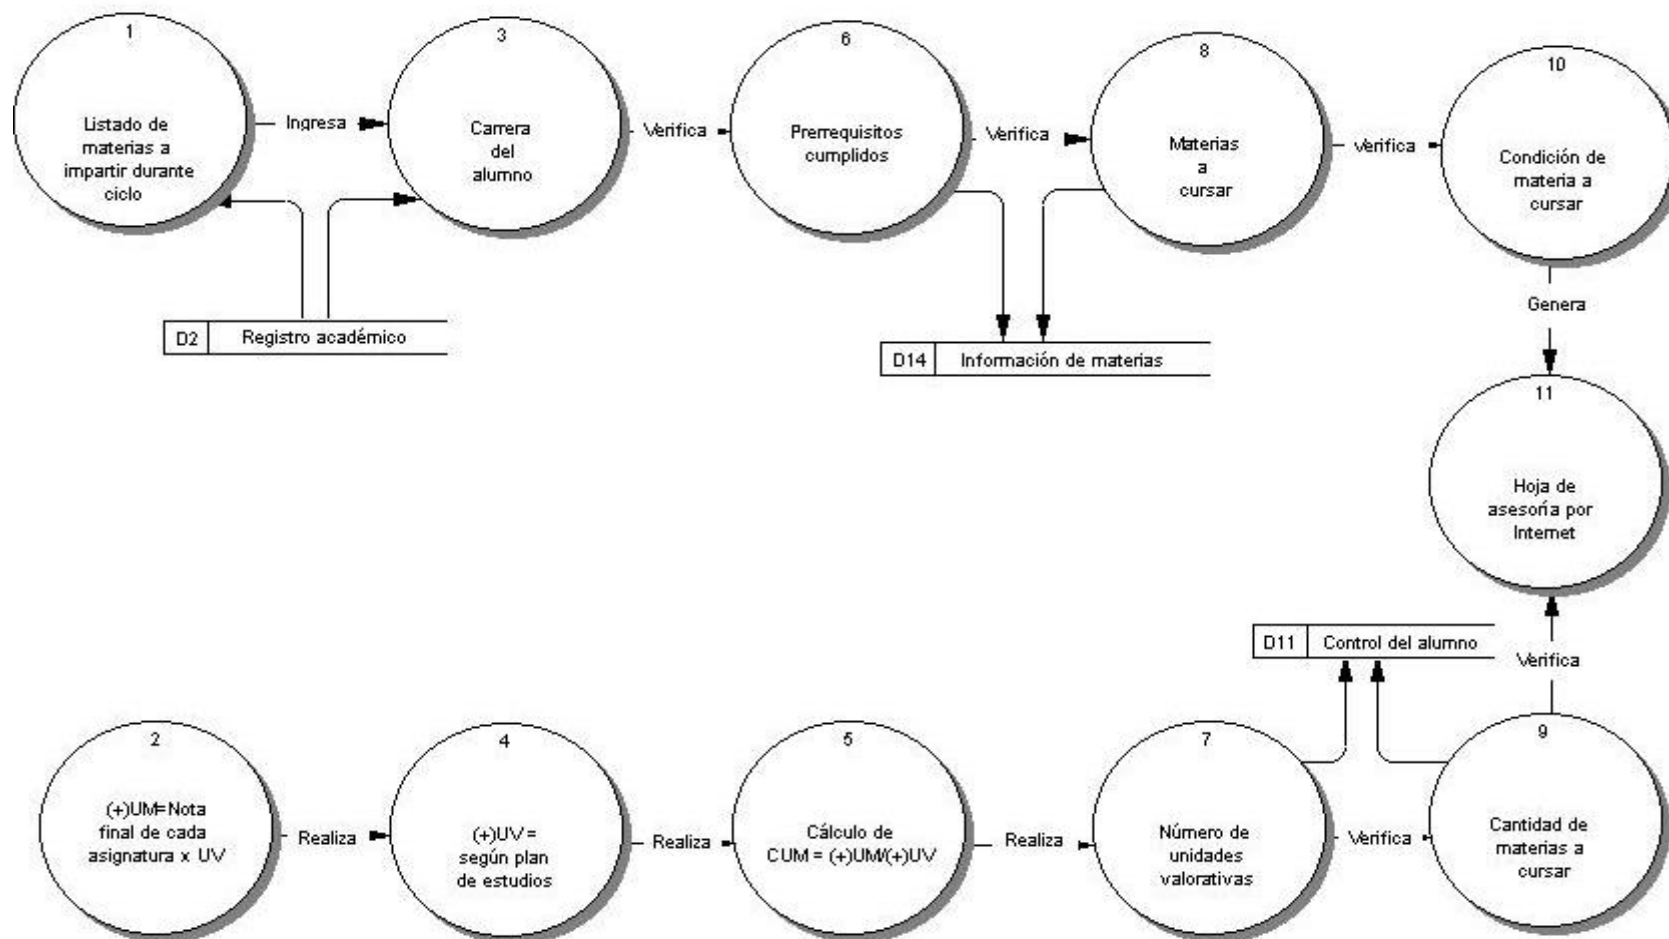 1
Listado de
materias a
impartir durante
ciclo
Ingresa
3
Carrera
del
alumno
Verifica
6
Prerrequisitos
cumplidos
Verifica
8
Materias
a
cursar
Verifica
10
Condición de
materia a
cursar
D2 Registro académico
D14 Información de materias
Genera
11
Hoja de
asesoría por
Internet
D11 Control del alumno
Verifica
2
(+)UM=Nota
final de cada
asignatura x UV
Realiza
4
(+)UV =
según plan
de estudios
Realiza
5
Cálculo de
CUM = (+)UM/(+)UV
Realiza
7
Número de
unidades
valorativas
Verifica
9
Cantidad de
materias a
cursar